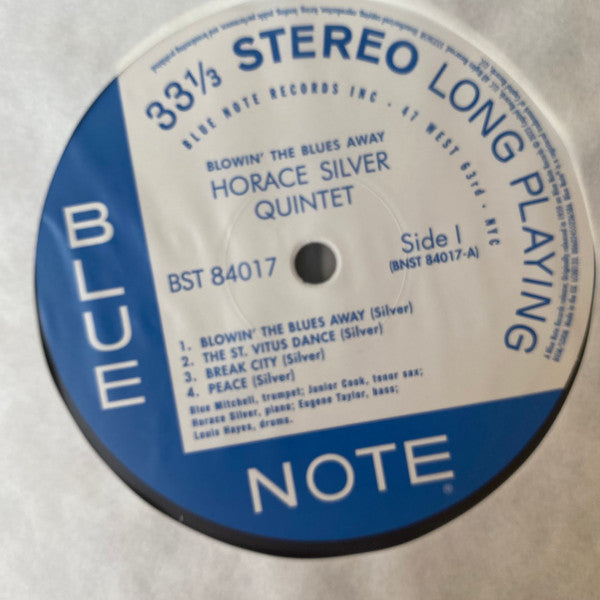 33 1/3 STEREO LONG PLAYING
BLUE NOTE RECORDS INC · 47 WEST 63rd · NYC
BLOWIN' THE BLUES AWAY
HORACE SILVER
QUINTET
BST 84017
Side I
(BNST 84017-A)
1. BLOWIN' THE BLUES AWAY (Silver)
2. THE ST. VITUS DANCE (Silver)
3. BREAK CITY (Silver)
4. PEACE (Silver)
Blue Mitchell, trumpet; Junior Cook, tenor sax;
Horace Silver, piano; Eugene Taylor, bass;
Louis Hayes, drums.
BLUE
NOTE
®